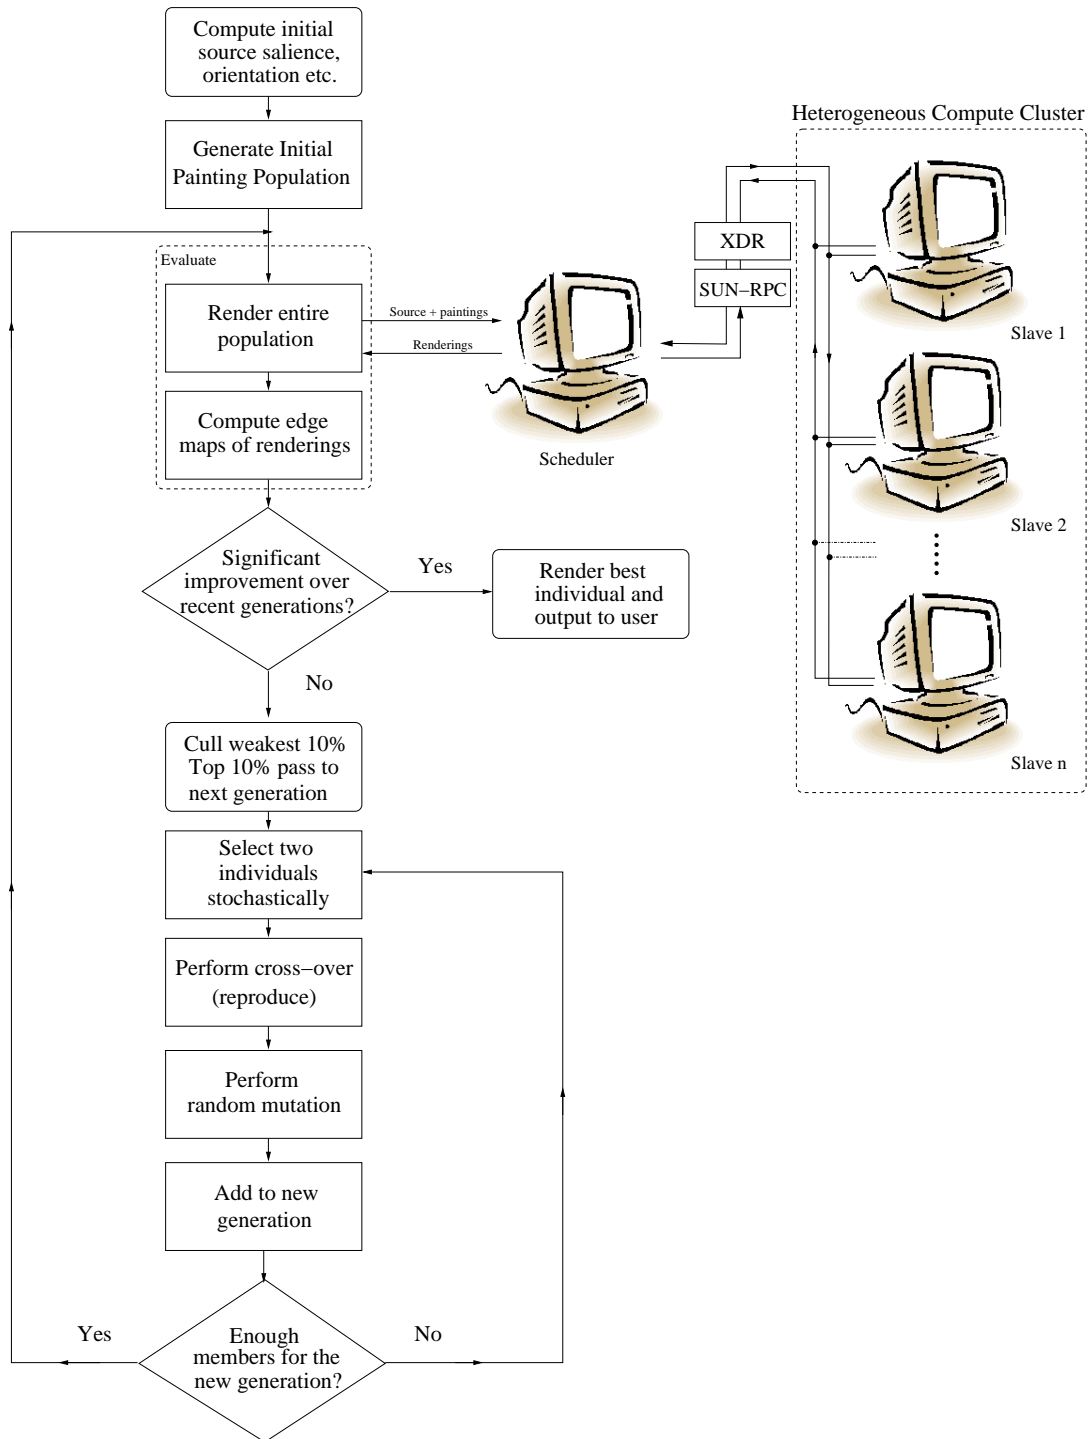 Compute initial
source salience,
orientation etc.
Generate Initial
Painting Population
Evaluate
Render entire
population
Source + paintings
Renderings
Compute edge
maps of renderings
Scheduler
XDR
SUN−RPC
Heterogeneous Compute Cluster
Slave 1
Slave 2
Slave n
Significant
improvement over
recent generations?
Yes
Render best
individual and
output to user
No
Cull weakest 10%
Top 10% pass to
next generation
Select two
individuals
stochastically
Perform cross−over
(reproduce)
Perform
random mutation
Add to new
generation
Yes
Enough
members for the
new generation?
No